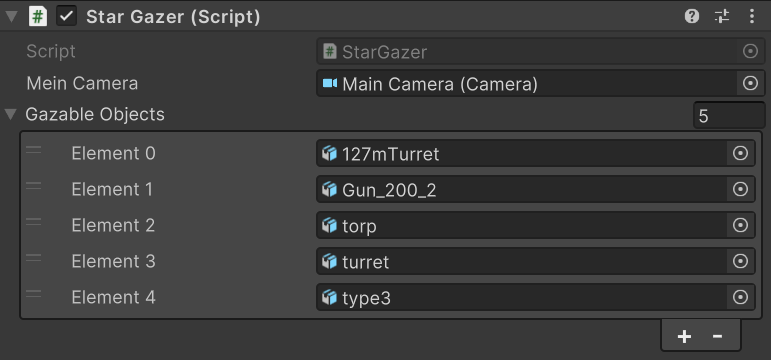 Star Gazer (Script)
Script StarGazer
Mein Camera Main Camera (Camera)
Gazable Objects 5
Element 0 127mTurret
Element 1 Gun_200_2
Element 2 torp
Element 3 turret
Element 4 type3
+ -